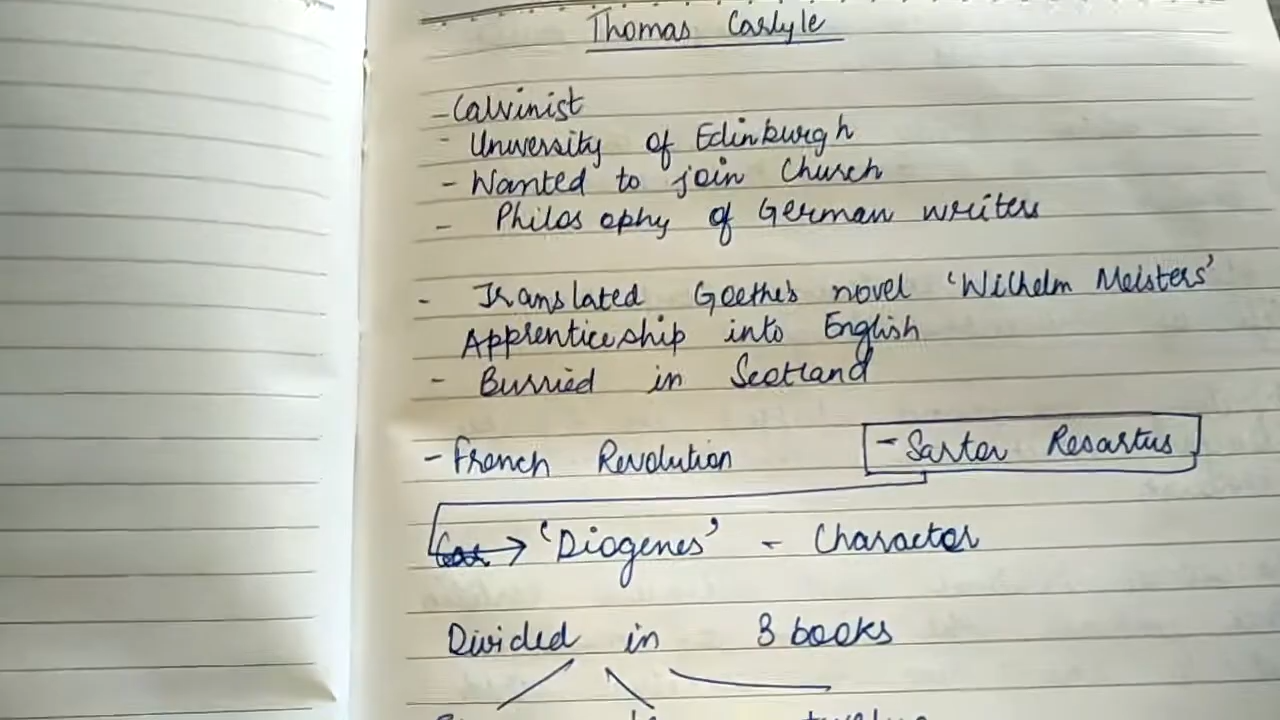 Thomas Carlyle
- Calvinist
- University of Edinburgh
- Wanted to join Church
- Philosophy of German writers
- Translated Goethe's novel 'Wilhelm Meisters'
Apprenticeship into English
- Burried in Scotland
- French Revolution - Sartor Resartus
→ 'Diogenes' - Character
Divided in 3 books